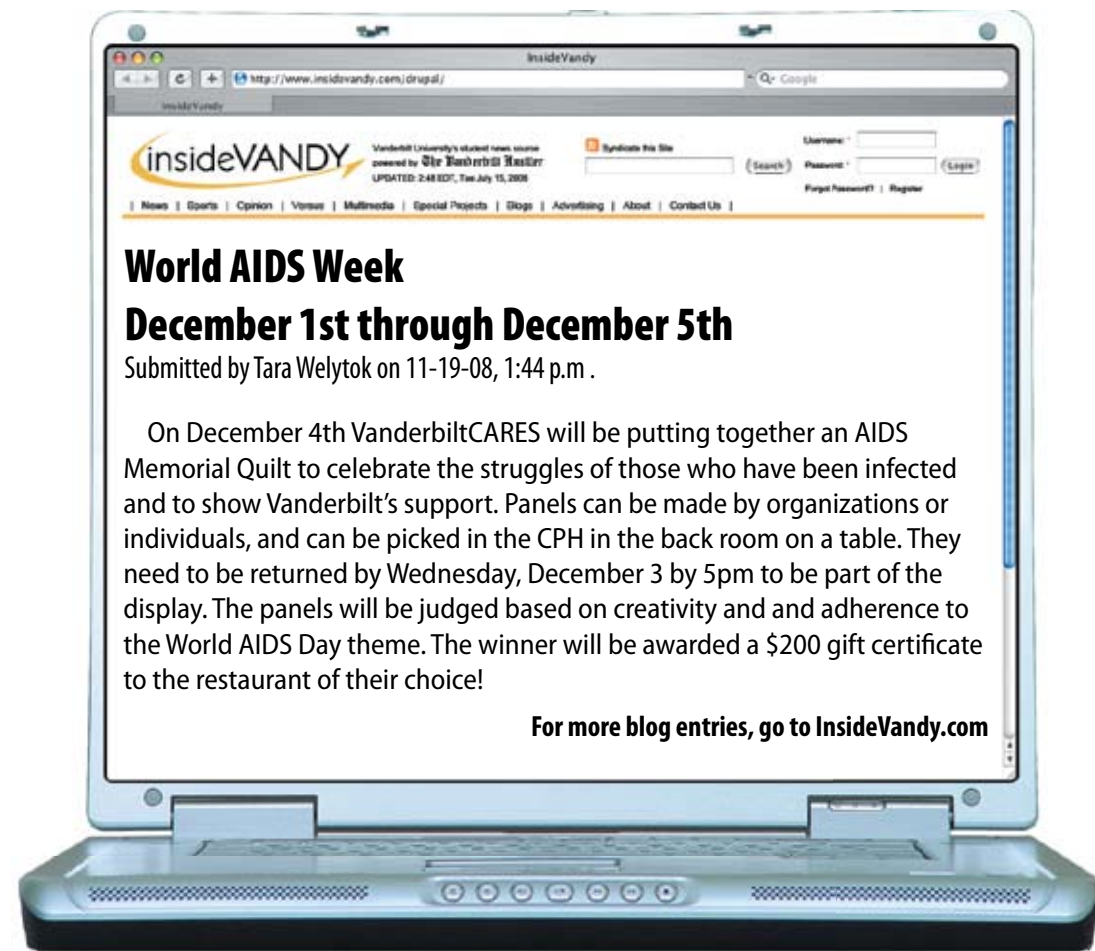 InsideVandy
http://www.insidevandy.com/drupal/
Google
InsideVandy
insideVANDY
Vanderbilt University's student news source
powered by The Vanderbilt Hustler
UPDATED: 2:48 EDT, Tue July 15, 2008
Syndicate this Site
(Search)
Username: *
Password: *
(Login)
Forgot Password? | Register
| News | Sports | Opinion | Versus | Multimedia | Special Projects | Blogs | Advertising | About | Contact Us |
World AIDS Week
December 1st through December 5th
Submitted by Tara Welytok on 11-19-08, 1:44 p.m .
On December 4th VanderbiltCARES will be putting together an AIDS
Memorial Quilt to celebrate the struggles of those who have been infected
and to show Vanderbilt's support. Panels can be made by organizations or
individuals, and can be picked in the CPH in the back room on a table. They
need to be returned by Wednesday, December 3 by 5pm to be part of the
display. The panels will be judged based on creativity and and adherence to
the World AIDS Day theme. The winner will be awarded a $200 gift certificate
to the restaurant of their choice!
For more blog entries, go to InsideVandy.com